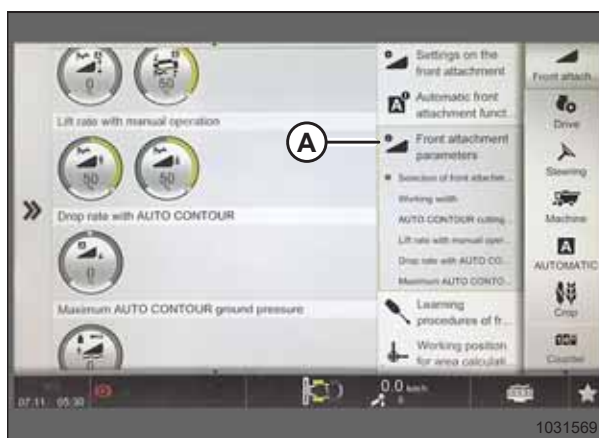 0
50
Lift rate with manual operation
50
50
Drop rate with AUTO CONTOUR
0
Maximum AUTO CONTOUR ground pressure
Settings on the
front attachment
Automatic front
attachment funct.
A
Front attachment
parameters
Selection of front attachm...
Working width
AUTO CONTOUR cutting...
Lift rate with manual oper...
Drop rate with AUTO CO...
Maximum AUTO CONTO...
Learning
procedures of fr...
Working position
for area calculati...
Front attach...
Drive
Steering
Machine
A
AUTOMATIC
Crop
Counter
07.11. 05:30
0.0 km/h
1031569